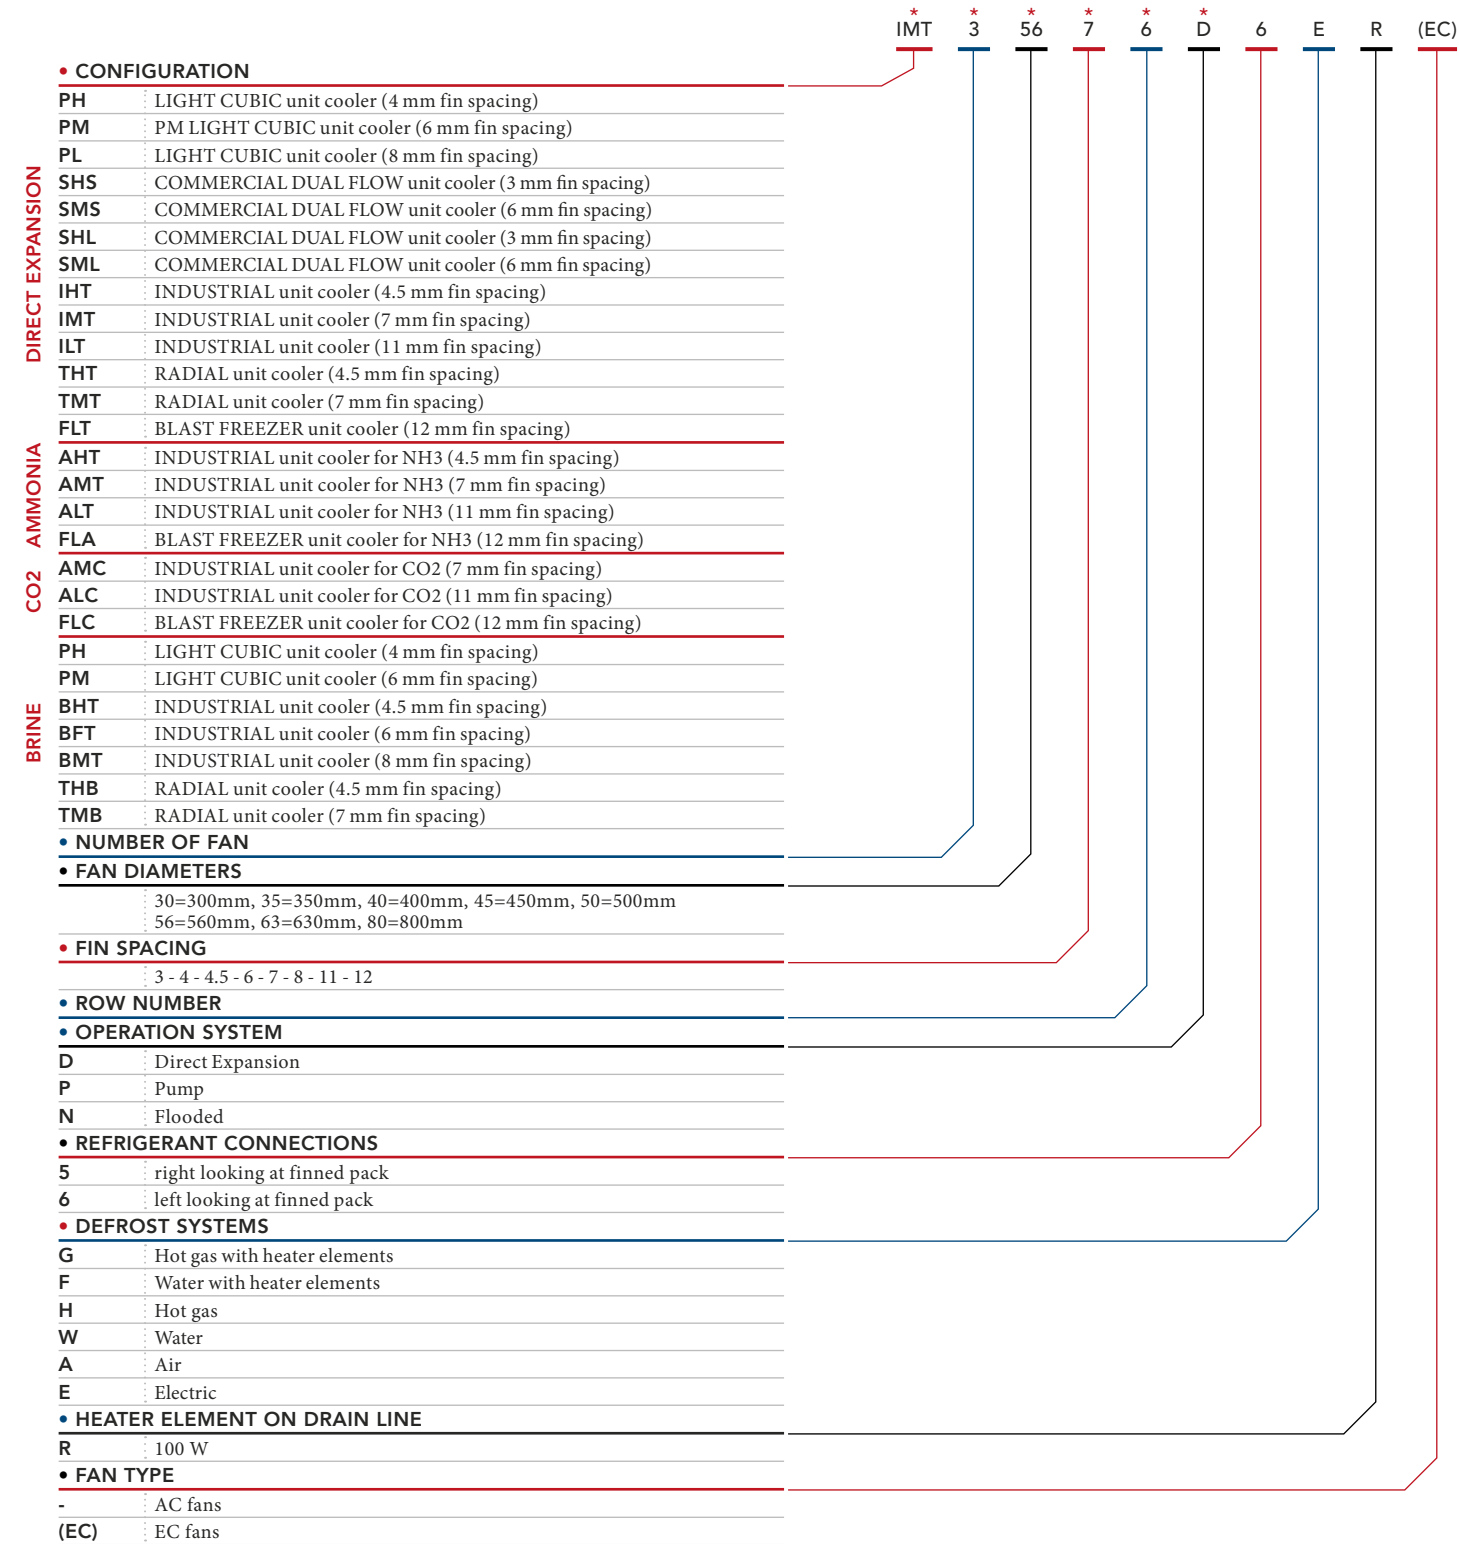 * * * * * *
IMT 3 56 7 6 D 6 E R (EC)
• CONFIGURATION
DIRECT EXPANSION
PH LIGHT CUBIC unit cooler (4 mm fin spacing)
PM PM LIGHT CUBIC unit cooler (6 mm fin spacing)
PL LIGHT CUBIC unit cooler (8 mm fin spacing)
SHS COMMERCIAL DUAL FLOW unit cooler (3 mm fin spacing)
SMS COMMERCIAL DUAL FLOW unit cooler (6 mm fin spacing)
SHL COMMERCIAL DUAL FLOW unit cooler (3 mm fin spacing)
SML COMMERCIAL DUAL FLOW unit cooler (6 mm fin spacing)
IHT INDUSTRIAL unit cooler (4.5 mm fin spacing)
IMT INDUSTRIAL unit cooler (7 mm fin spacing)
ILT INDUSTRIAL unit cooler (11 mm fin spacing)
THT RADIAL unit cooler (4.5 mm fin spacing)
TMT RADIAL unit cooler (7 mm fin spacing)
FLT BLAST FREEZER unit cooler (12 mm fin spacing)
AMMONIA
AHT INDUSTRIAL unit cooler for NH3 (4.5 mm fin spacing)
AMT INDUSTRIAL unit cooler for NH3 (7 mm fin spacing)
ALT INDUSTRIAL unit cooler for NH3 (11 mm fin spacing)
FLA BLAST FREEZER unit cooler for NH3 (12 mm fin spacing)
CO2
AMC INDUSTRIAL unit cooler for CO2 (7 mm fin spacing)
ALC INDUSTRIAL unit cooler for CO2 (11 mm fin spacing)
FLC BLAST FREEZER unit cooler for CO2 (12 mm fin spacing)
BRINE
PH LIGHT CUBIC unit cooler (4 mm fin spacing)
PM LIGHT CUBIC unit cooler (6 mm fin spacing)
BHT INDUSTRIAL unit cooler (4.5 mm fin spacing)
BFT INDUSTRIAL unit cooler (6 mm fin spacing)
BMT INDUSTRIAL unit cooler (8 mm fin spacing)
THB RADIAL unit cooler (4.5 mm fin spacing)
TMB RADIAL unit cooler (7 mm fin spacing)
• NUMBER OF FAN
• FAN DIAMETERS
30=300mm, 35=350mm, 40=400mm, 45=450mm, 50=500mm
56=560mm, 63=630mm, 80=800mm
• FIN SPACING
3 - 4 - 4.5 - 6 - 7 - 8 - 11 - 12
• ROW NUMBER
• OPERATION SYSTEM
D Direct Expansion
P Pump
N Flooded
• REFRIGERANT CONNECTIONS
5 right looking at finned pack
6 left looking at finned pack
• DEFROST SYSTEMS
G Hot gas with heater elements
F Water with heater elements
H Hot gas
W Water
A Air
E Electric
• HEATER ELEMENT ON DRAIN LINE
R 100 W
• FAN TYPE
- AC fans
(EC) EC fans